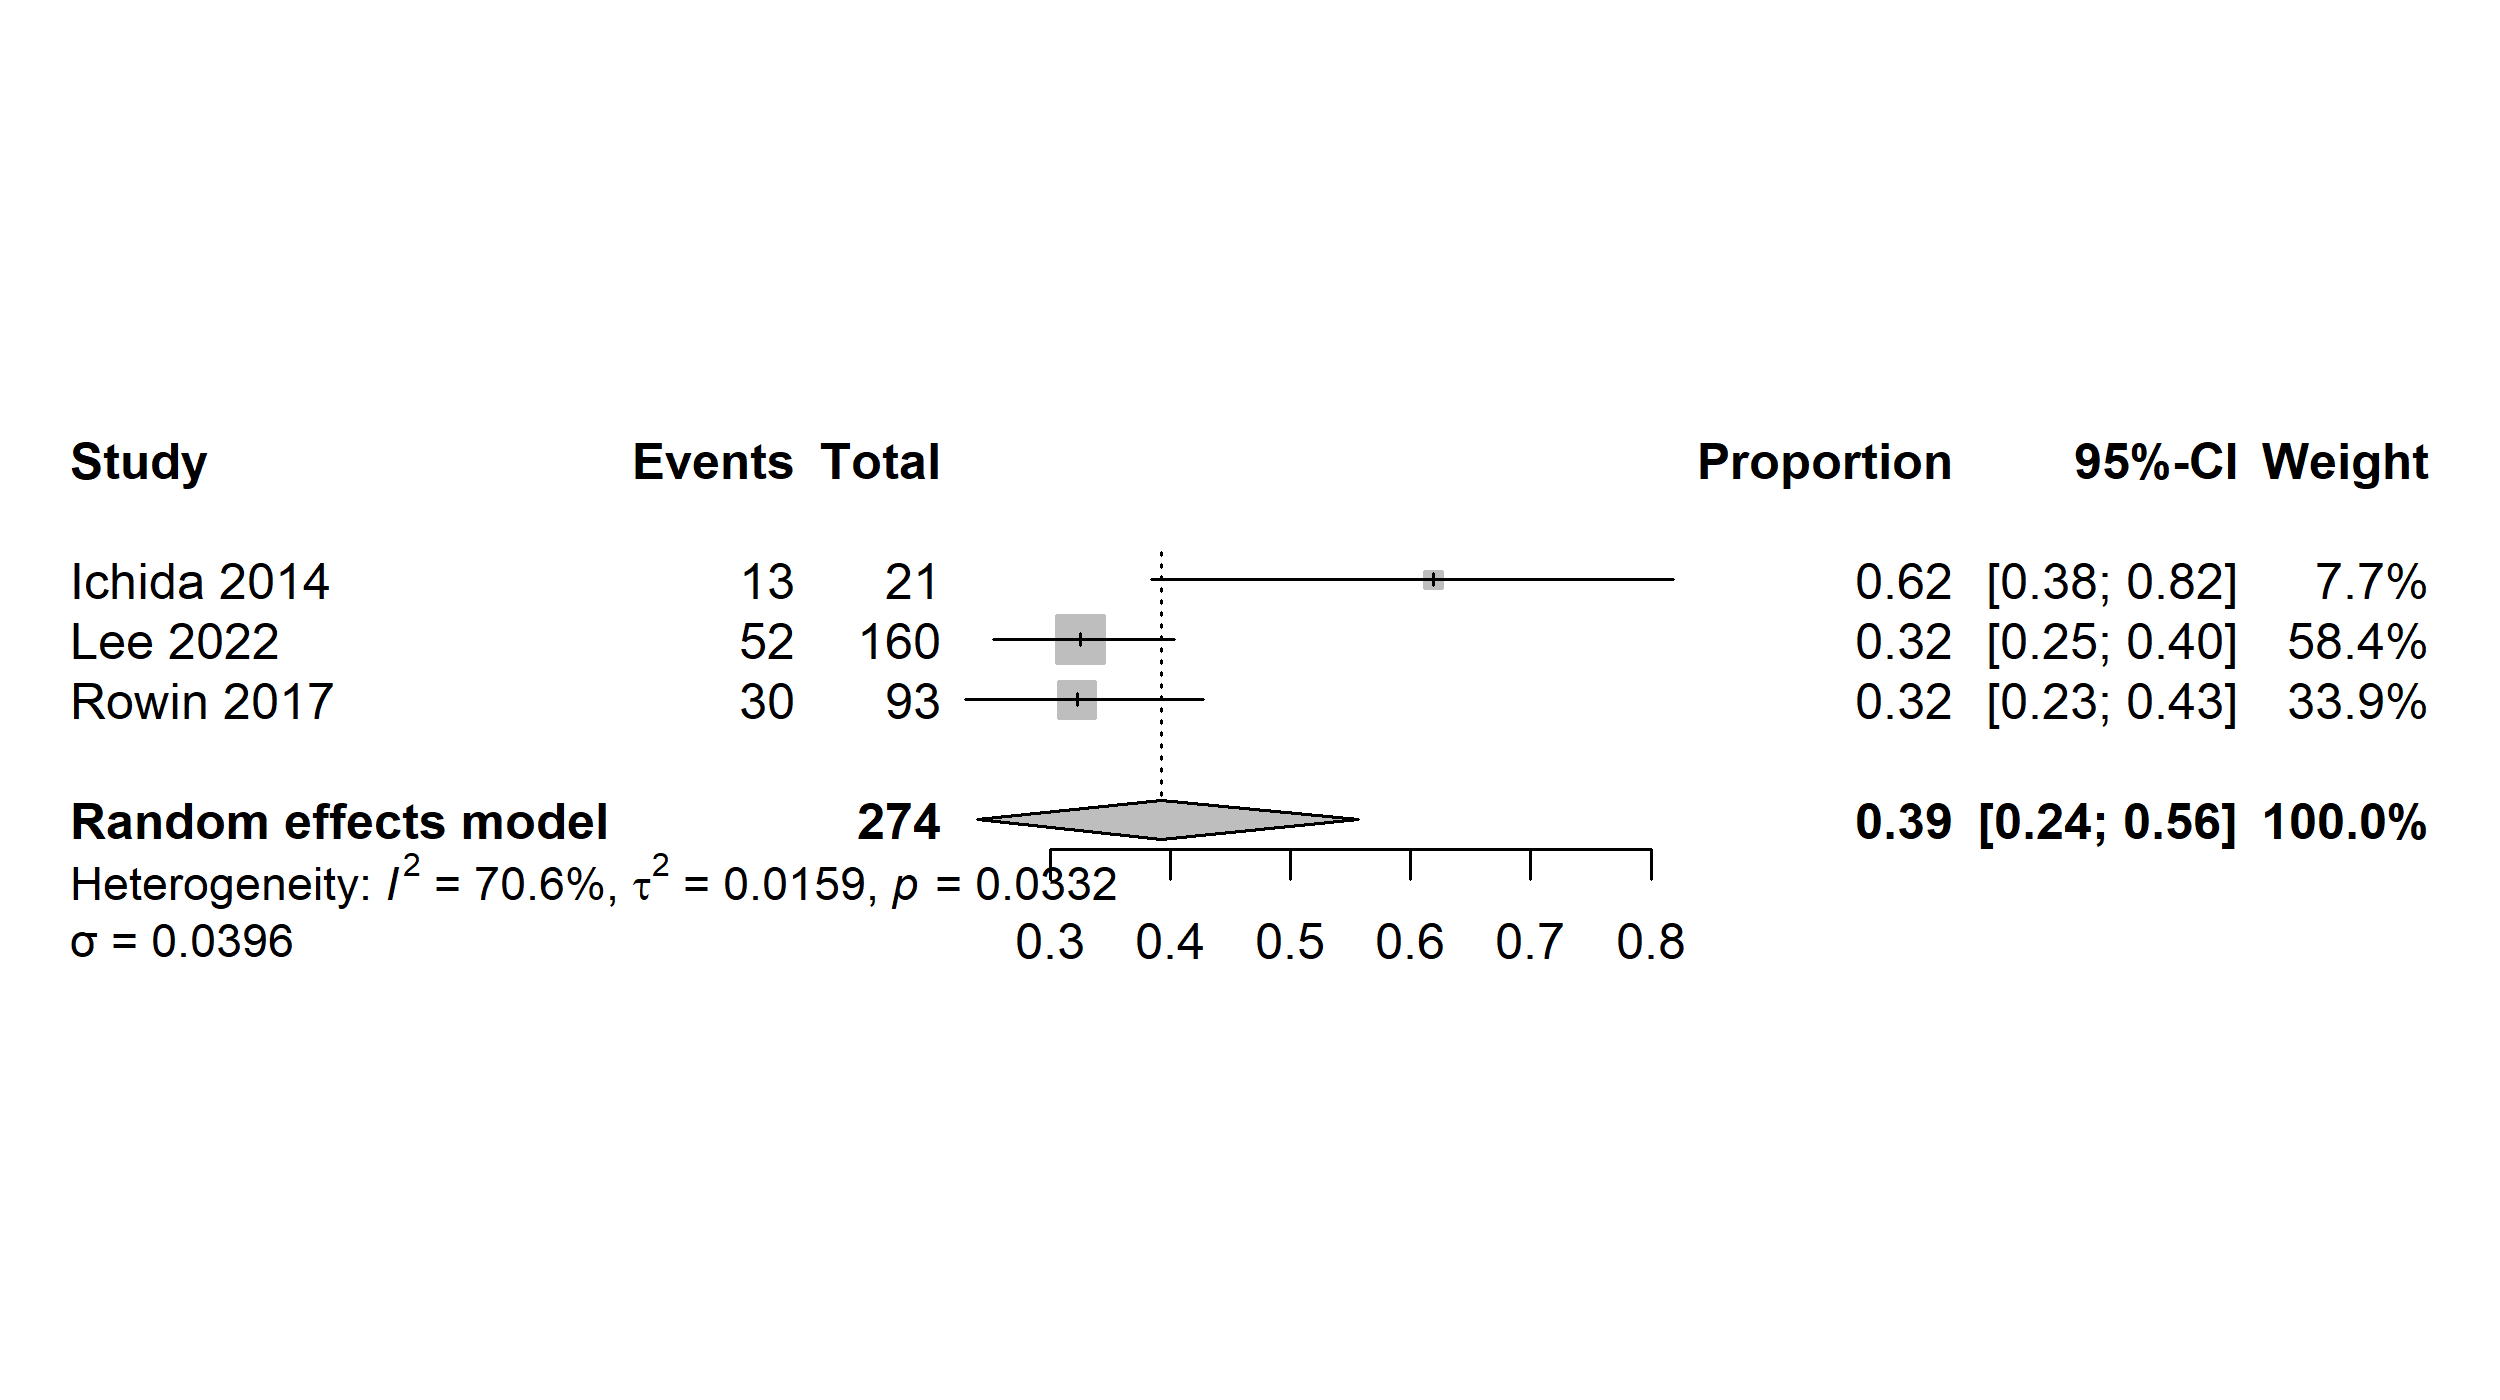 Study Events Total Proportion 95%-CI Weight
Ichida 2014 13 21 0.62 [0.38; 0.82] 7.7%
Lee 2022 52 160 0.32 [0.25; 0.40] 58.4%
Rowin 2017 30 93 0.32 [0.23; 0.43] 33.9%
Random effects model 274 0.39 [0.24; 0.56] 100.0%
Heterogeneity: I² = 70.6%, τ² = 0.0159, p = 0.0332
σ = 0.0396
0.3 0.4 0.5 0.6 0.7 0.8